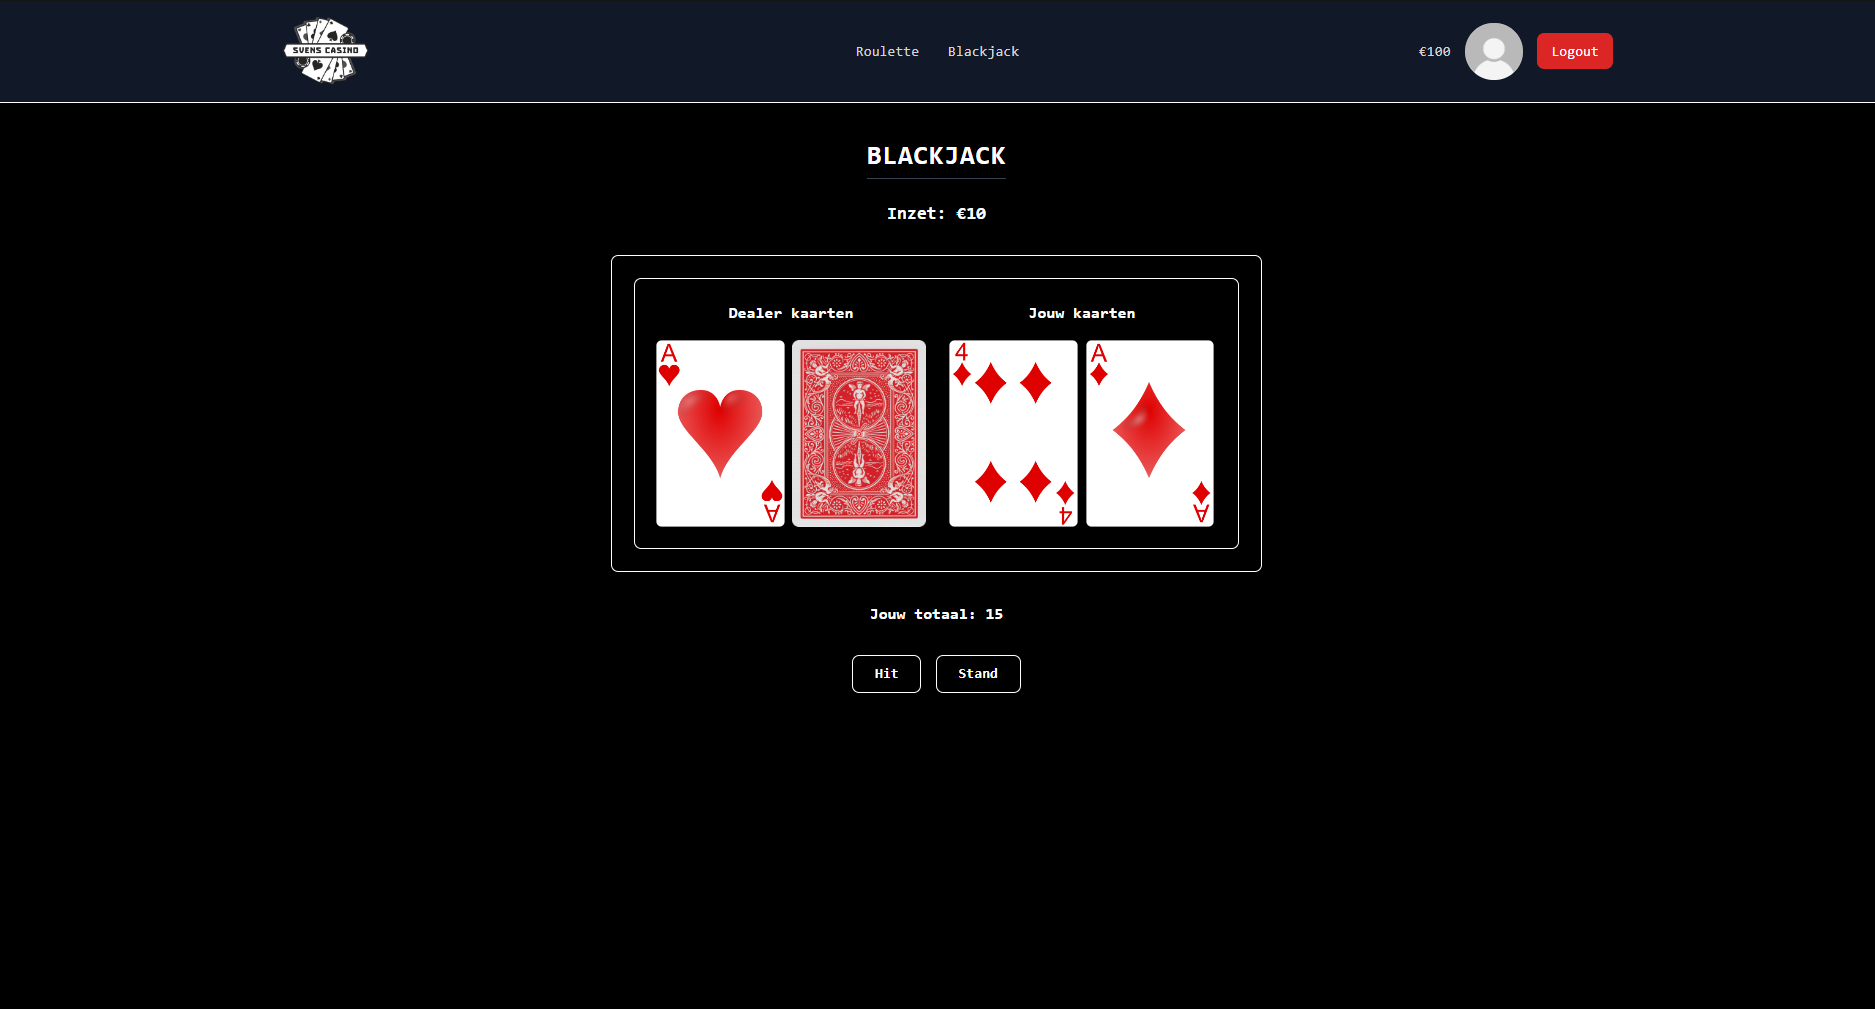 SVENS CASINO
Roulette Blackjack
€100
Logout
BLACKJACK
Inzet: €10
Dealer kaarten
Jouw kaarten
A
A
4
4
A
A
Jouw totaal: 15
Hit
Stand